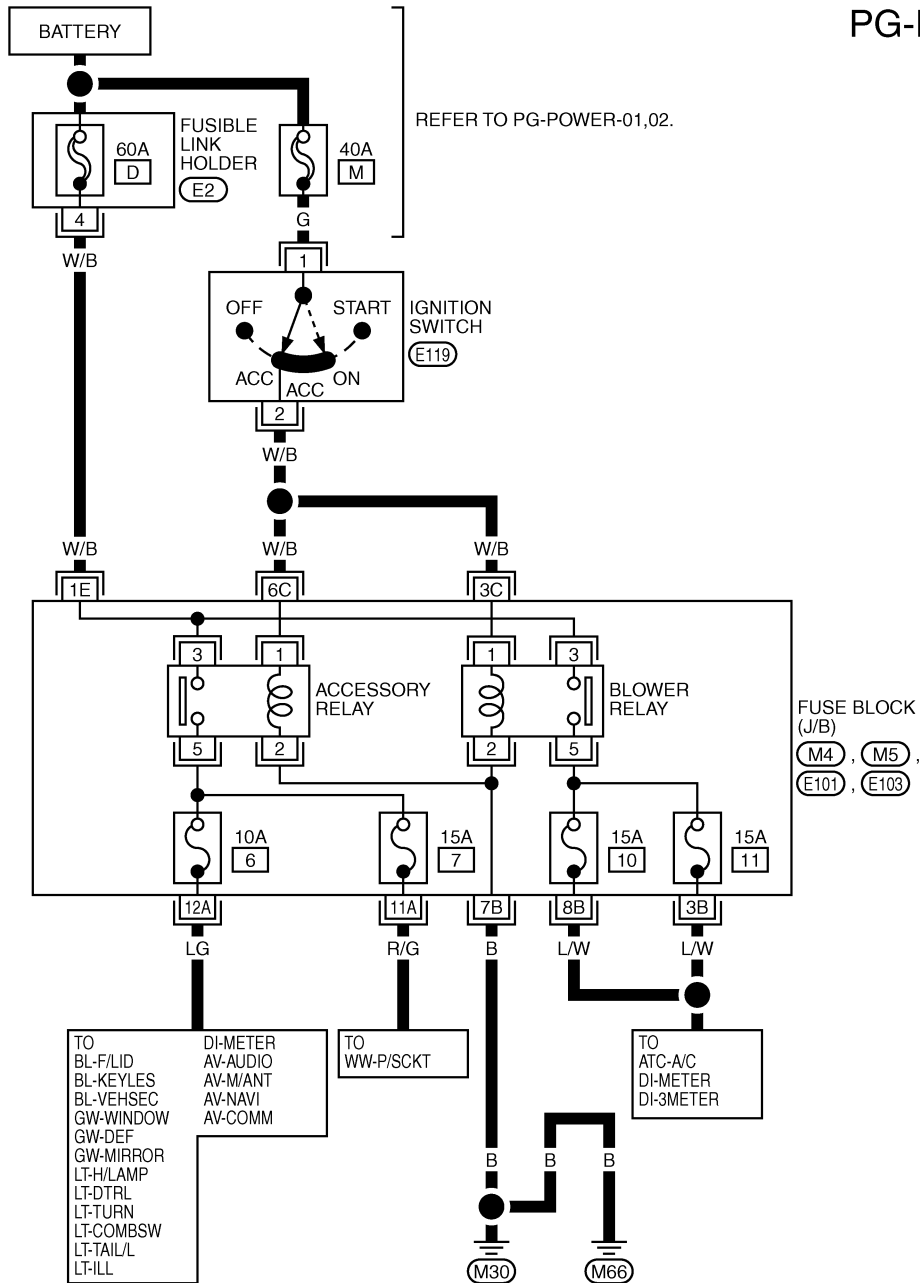 PG-
BATTERY
REFER TO PG-POWER-01,02.
60A
D
FUSIBLE
LINK
HOLDER
E2
40A
M
4
G
W/B
1
OFF
START
IGNITION
SWITCH
E119
ACC
ACC
ON
2
W/B
W/B
W/B
W/B
1E
6C
3C
3
1
1
3
ACCESSORY
RELAY
BLOWER
RELAY
FUSE BLOCK
(J/B)
M4 , M5 ,
E101 , E103
5
2
2
5
10A
6
15A
7
15A
10
15A
11
12A
11A
7B
8B
3B
LG
R/G
B
L/W
L/W
TO
BL-F/LID
BL-KEYLES
BL-VEHSEC
GW-WINDOW
GW-DEF
GW-MIRROR
LT-H/LAMP
LT-DTRL
LT-TURN
LT-COMBSW
LT-TAIL/L
LT-ILL
DI-METER
AV-AUDIO
AV-M/ANT
AV-NAVI
AV-COMM
TO
WW-P/SCKT
TO
ATC-A/C
DI-METER
DI-3METER
B
B
B
M30
M66